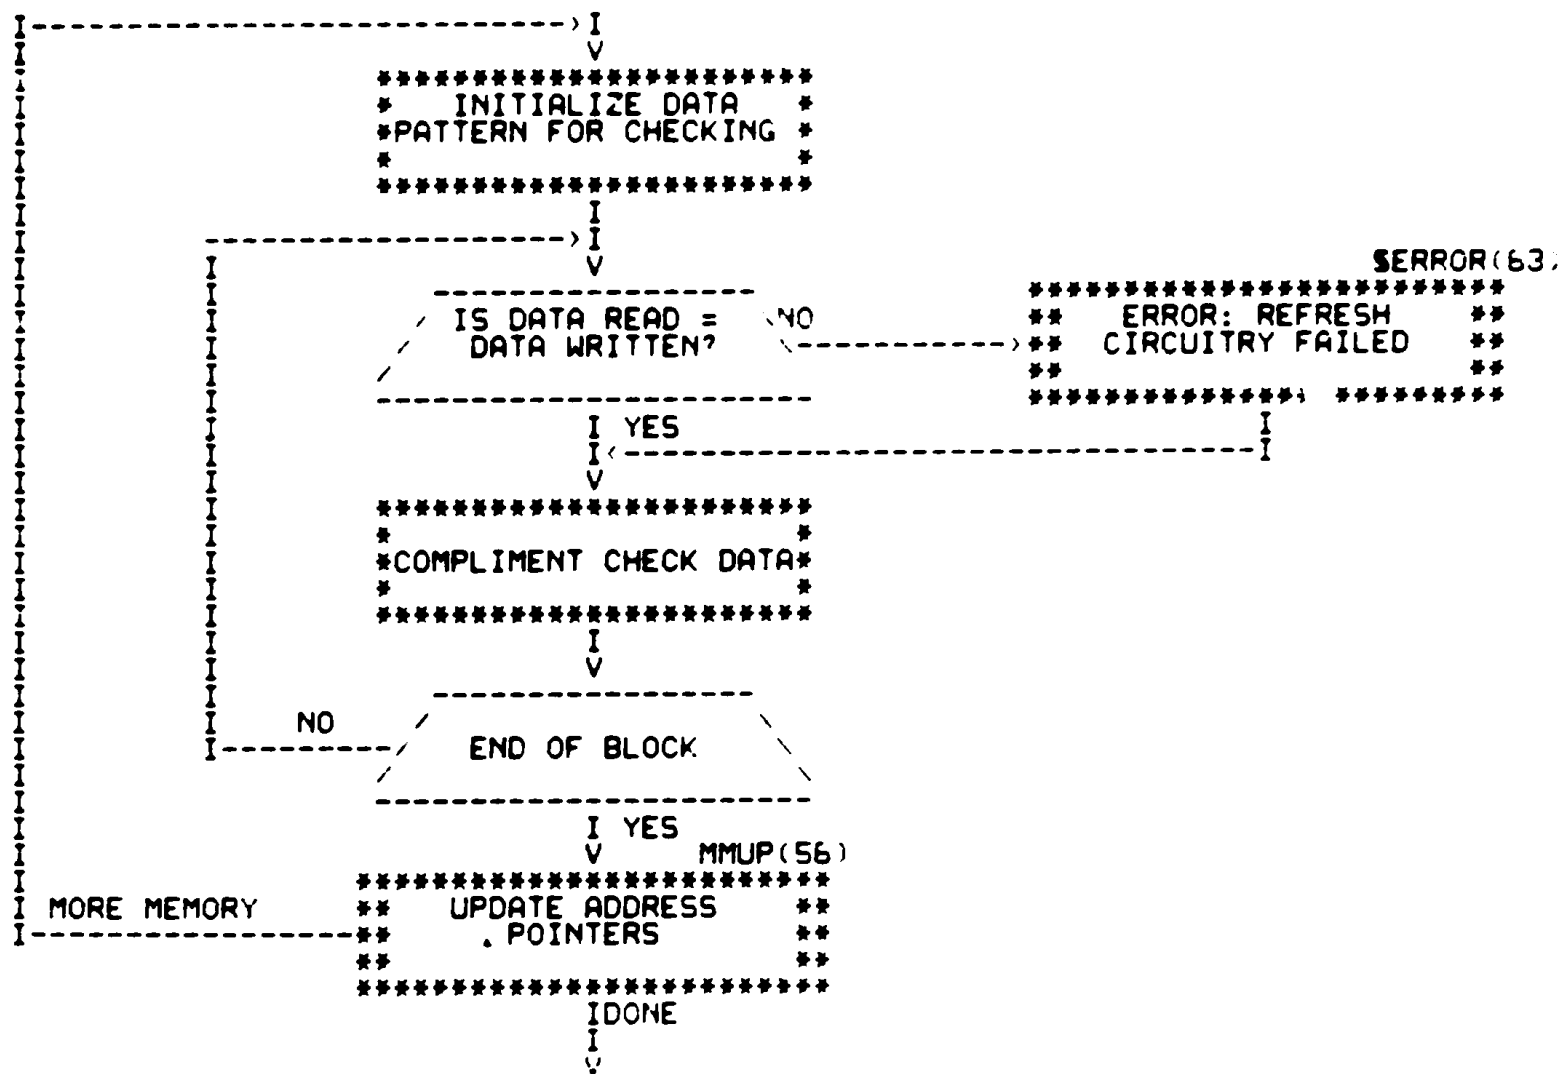 INITIALIZE DATA
PATTERN FOR CHECKING
$ERROR(63)
IS DATA READ =
DATA WRITTEN?
NO
ERROR: REFRESH
CIRCUITRY FAILED
YES
COMPLIMENT CHECK DATA
NO
END OF BLOCK
YES
MMUP(56)
MORE MEMORY
UPDATE ADDRESS
POINTERS
DONE